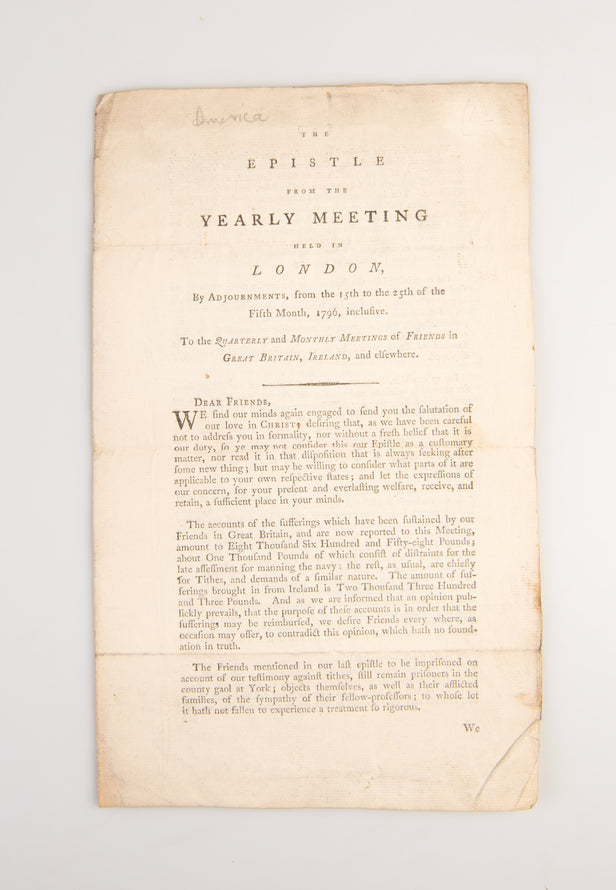 America
THE
EPISTLE
FROM THE
YEARLY MEETING
HELD IN
LONDON,
By ADJOURNMENTS, from the 15th to the 25th of the
Fifth Month, 1796, incluſive.
To the QUARTERLY and MONTHLY MEETINGS of FRIENDS in
GREAT BRITAIN, IRELAND, and elſewhere.
DEAR FRIENDS,
WE find our minds again engaged to ſend you the ſalutation of
our love in CHRIST; deſiring that, as we have been careful
not to addreſs you in formality, nor without a freſh belief that it is
our duty, ſo ye may not conſider this our Epiſtle as a cuſtomary
matter, nor read it in that diſpoſition that is always ſeeking after
ſome new thing; but may be willing to conſider what parts of it are
applicable to your own reſpective ſtates; and let the expreſſions of
our concern, for your preſent and everlaſting welfare, receive, and
retain, a ſufficient place in your minds.
The accounts of the ſufferings which have been ſuſtained by our
Friends in Great Britain, and are now reported to this Meeting,
amount to Eight Thouſand Six Hundred and Fifty-eight Pounds;
about One Thouſand Pounds of which conſiſt of diſtraints for the
late aſſeſſment for manning the navy: the reſt, as uſual, are chiefly
for Tithes, and demands of a ſimilar nature. The amount of ſuf-
ferings brought in from Ireland is Two Thouſand Three Hundred
and Three Pounds. And as we are informed that an opinion pub-
lickly prevails, that the purpoſe of theſe accounts is in order that the
ſufferings may be reimburſed, we deſire Friends every where, as
occaſion may offer, to contradict this opinion, which hath no found-
ation in truth.
The Friends mentioned in our laſt epiſtle to be impriſoned on
account of our teſtimony againſt tithes, ſtill remain priſoners in the
county gaol at York; objects themſelves, as well as their afflicted
families, of the ſympathy of their fellow-profeſſors; to whoſe lot
it hath not fallen to experience a treatment ſo rigorous.
We